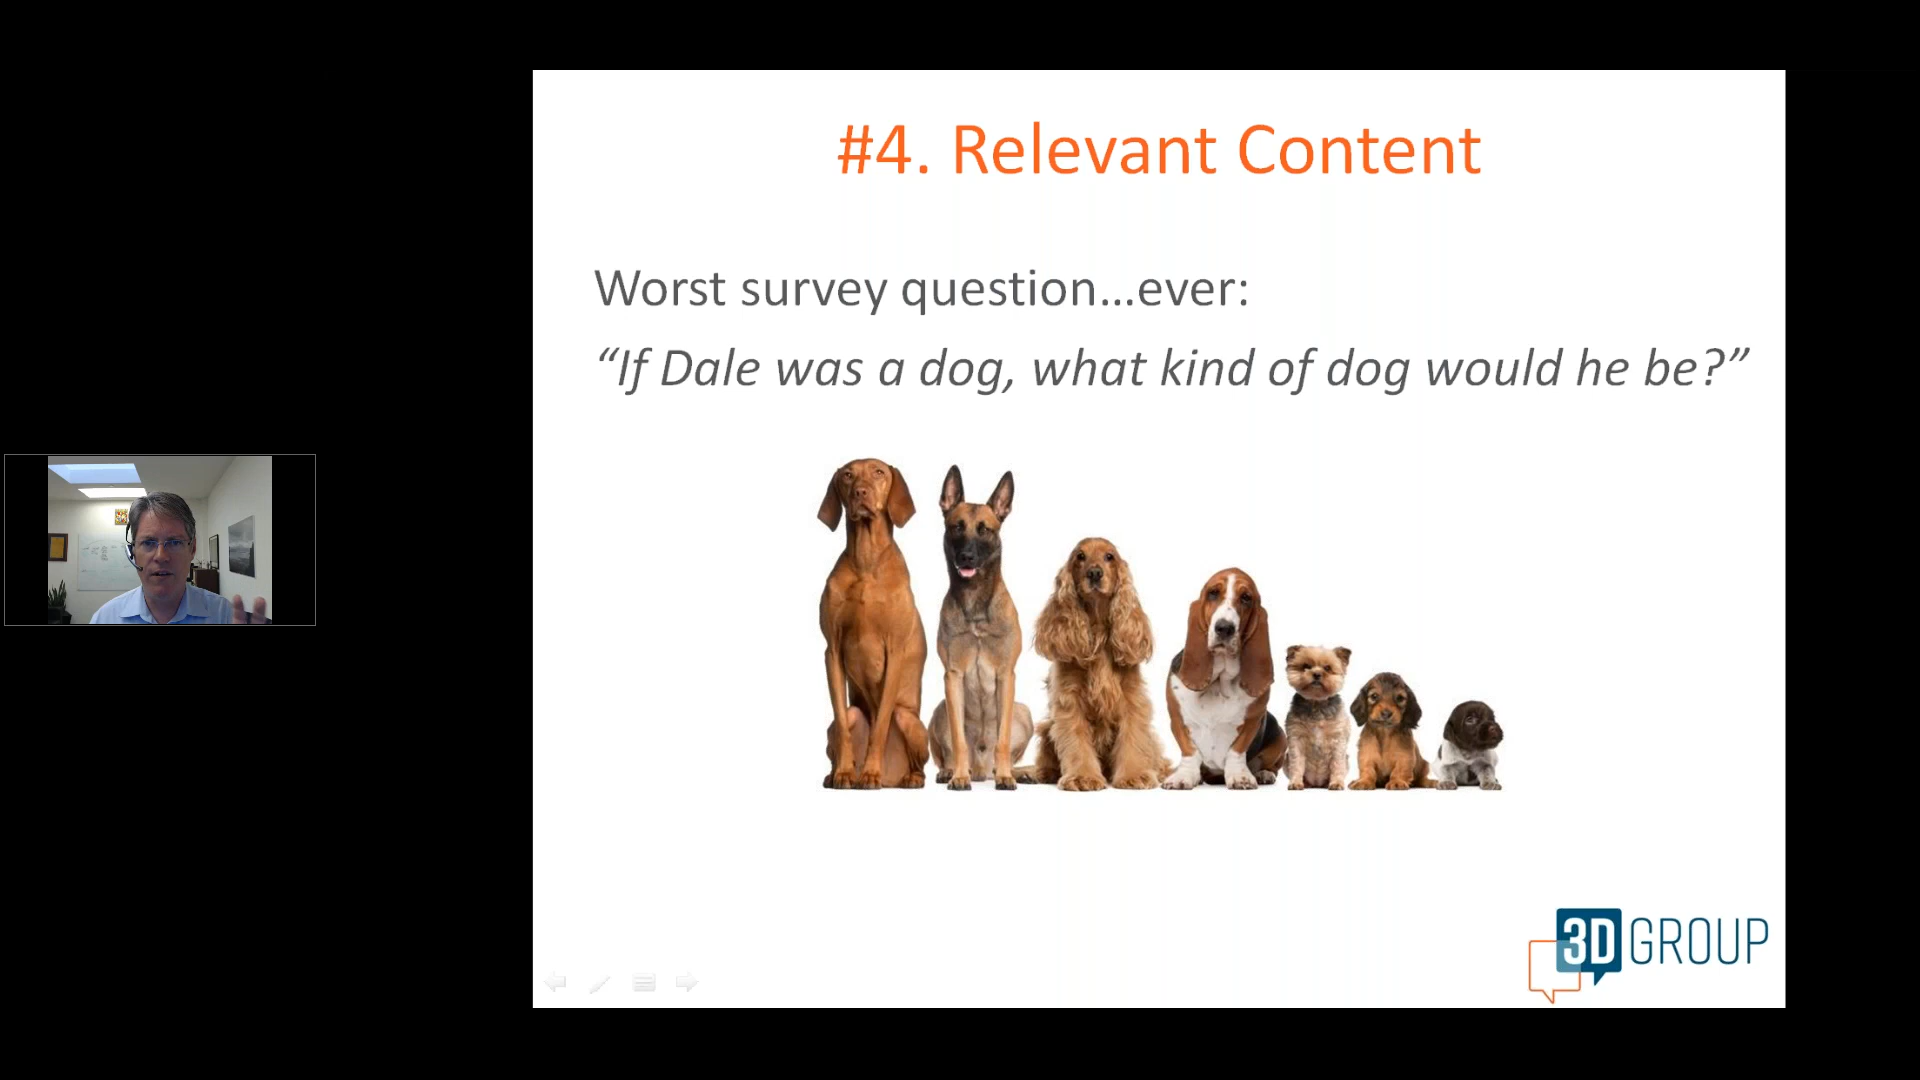 #4. Relevant Content
Worst survey question...ever:
“If Dale was a dog, what kind of dog would he be?”
3D GROUP